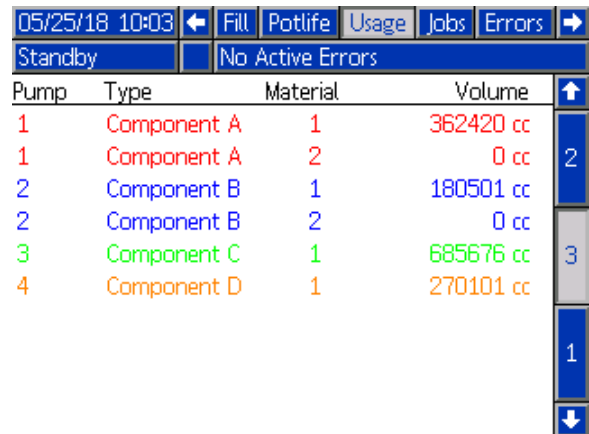 05/25/18 10:03 Fill Potlife Usage Jobs Errors
Standby No Active Errors
Pump Type Material Volume
1 Component A 1 362420 cc
1 Component A 2 0 cc
2 Component B 1 180501 cc
2 Component B 2 0 cc
3 Component C 1 685676 cc
4 Component D 1 270101 cc
2
3
1